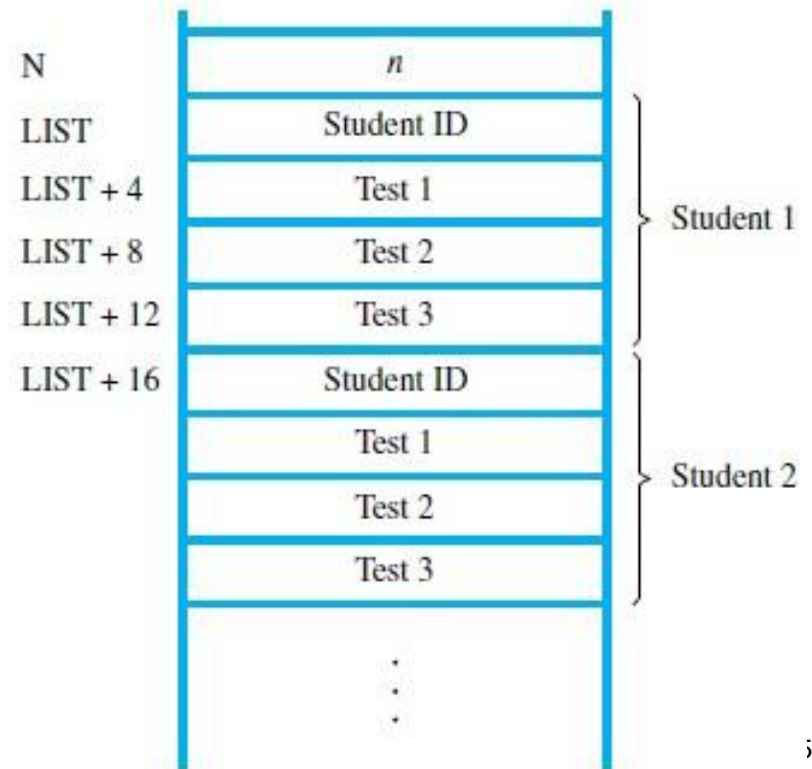 N n
LIST Student ID
LIST + 4 Test 1
Student 1
LIST + 8 Test 2
LIST + 12 Test 3
LIST + 16 Student ID
Test 1
Student 2
Test 2
Test 3